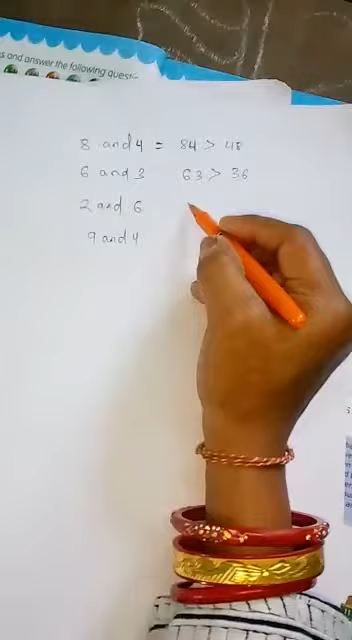 s and answer the following quest
8 and 4 = 84 > 48
6 and 3 63 > 36
2 and 6
9 and 4